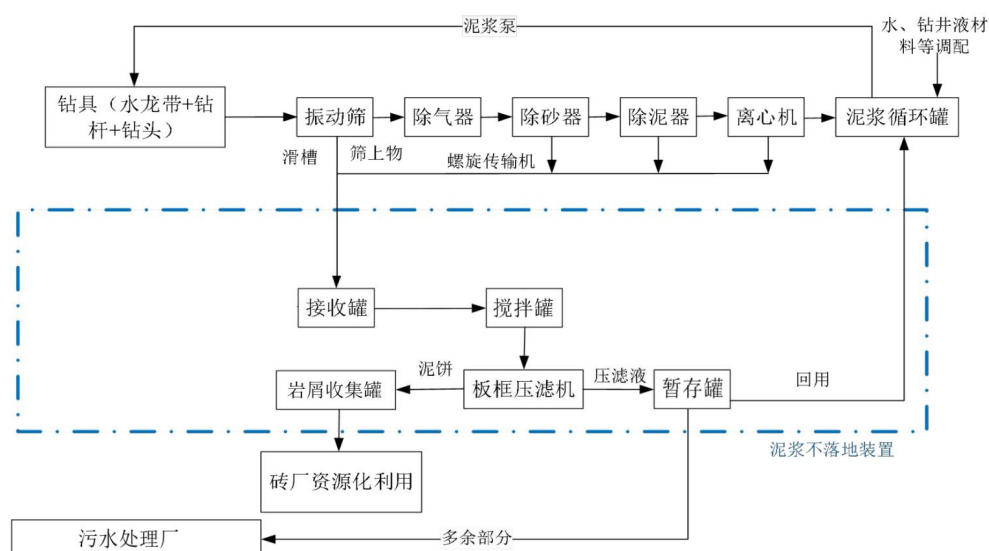 泥浆泵
水、钻井液材
料等调配
钻具（水龙带+钻
杆+钻头）
振动筛
除气器
除砂器
除泥器
离心机
泥浆循环罐
滑槽
筛上物
螺旋传输机
接收罐
搅拌罐
泥饼
压滤液
回用
岩屑收集罐
板框压滤机
暂存罐
泥浆不落地装置
砖厂资源化利用
污水处理厂
多余部分